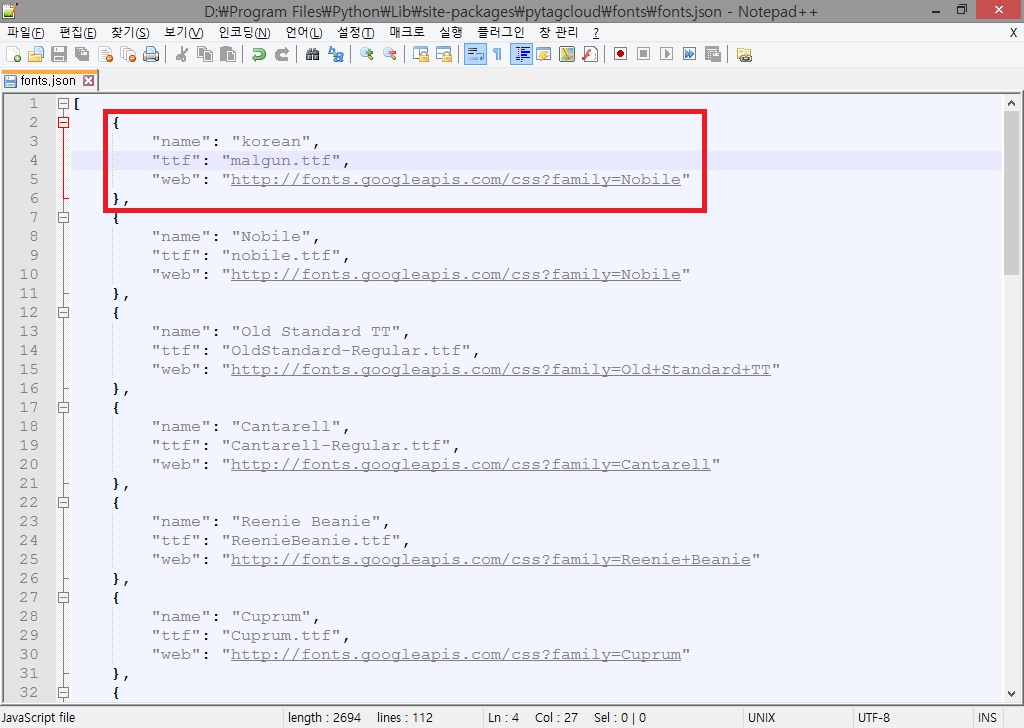 D:₩Program Files₩Python₩Lib₩site-packages₩pytagcloud₩fonts₩fonts.json - Notepad++
파일(F) 편집(E) 찾기(S) 보기(V) 인코딩(N) 언어(L) 설정(T) 매크로 실행 플러그인 창 관리 ? X
fonts.json
1 [
2 {
3 "name": "korean",
4 "ttf": "malgun.ttf",
5 "web": "http://fonts.googleapis.com/css?family=Nobile"
6 },
7 {
8 "name": "Nobile",
9 "ttf": "nobile.ttf",
10 "web": "http://fonts.googleapis.com/css?family=Nobile"
11 },
12 {
13 "name": "Old Standard TT",
14 "ttf": "OldStandard-Regular.ttf",
15 "web": "http://fonts.googleapis.com/css?family=Old+Standard+TT"
16 },
17 {
18 "name": "Cantarell",
19 "ttf": "Cantarell-Regular.ttf",
20 "web": "http://fonts.googleapis.com/css?family=Cantarell"
21 },
22 {
23 "name": "Reenie Beanie",
24 "ttf": "ReenieBeanie.ttf",
25 "web": "http://fonts.googleapis.com/css?family=Reenie+Beanie"
26 },
27 {
28 "name": "Cuprum",
29 "ttf": "Cuprum.ttf",
30 "web": "http://fonts.googleapis.com/css?family=Cuprum"
31 },
32 {
JavaScript file length : 2694 lines : 112 Ln : 4 Col : 27 Sel : 0 | 0 UNIX UTF-8 INS